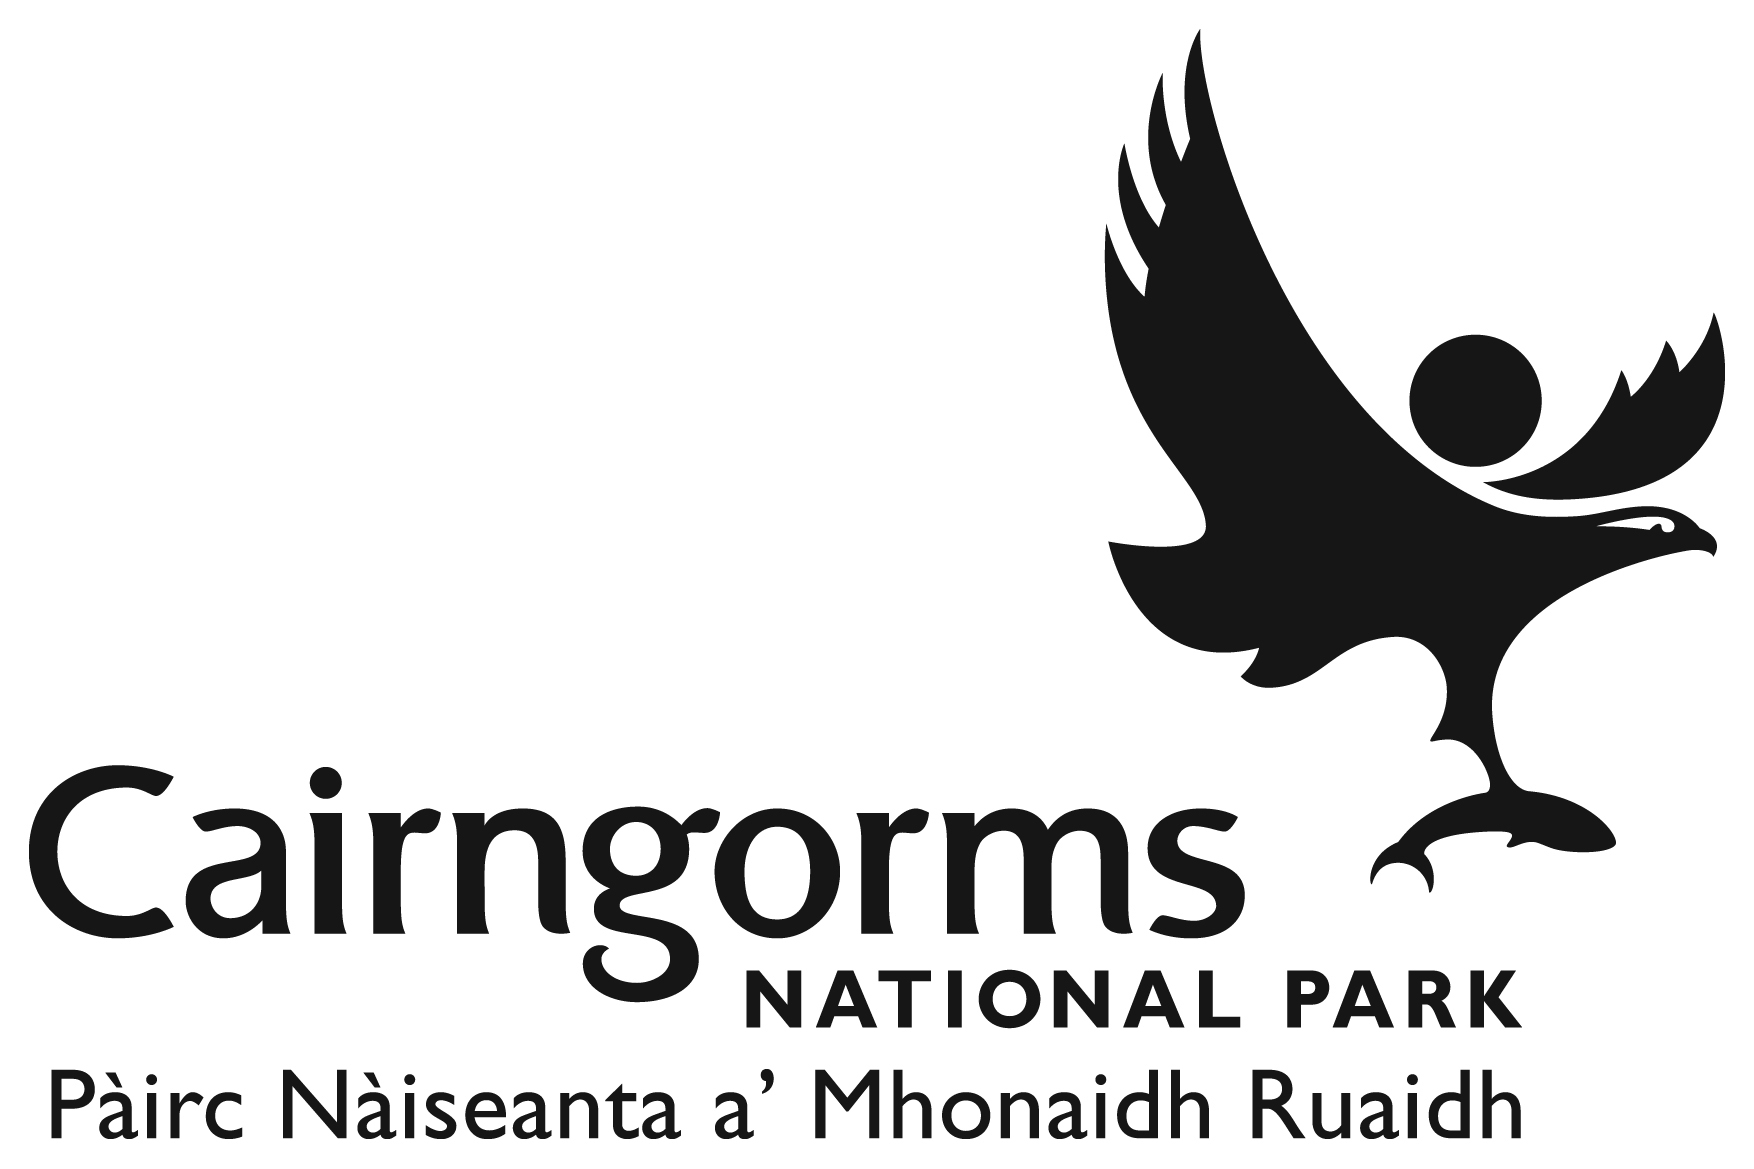 Cairngorms
NATIONAL PARK
Pàirc Nàiseanta a’ Mhonaidh Ruaidh